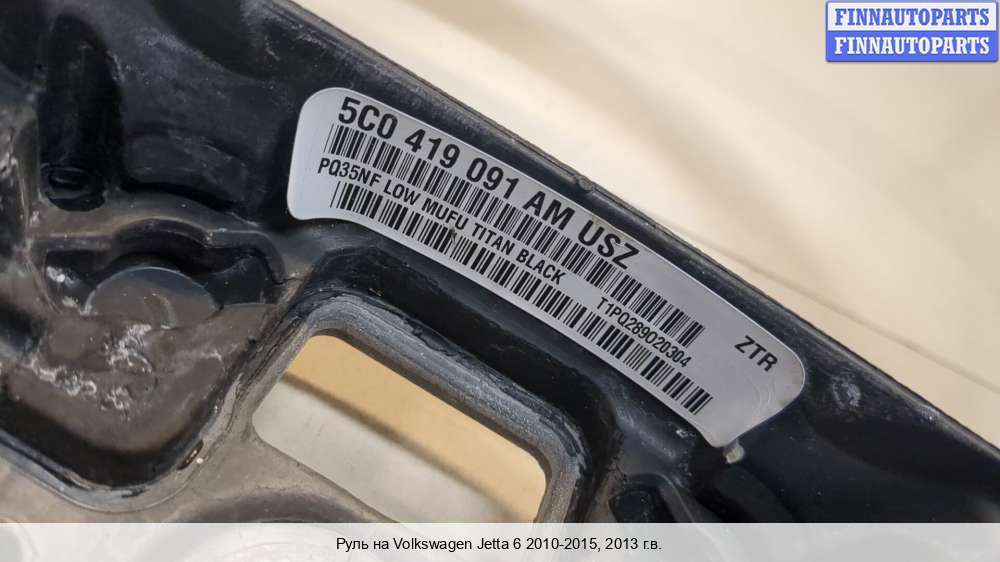 FINNAUTOPARTS
FINNAUTOPARTS
5C0 419 091 AM USZ
PQ35NF LOW MUFU TITAN BLACK
T1PQ289020304
ZTR
Руль на Volkswagen Jetta 6 2010-2015, 2013 г.в.